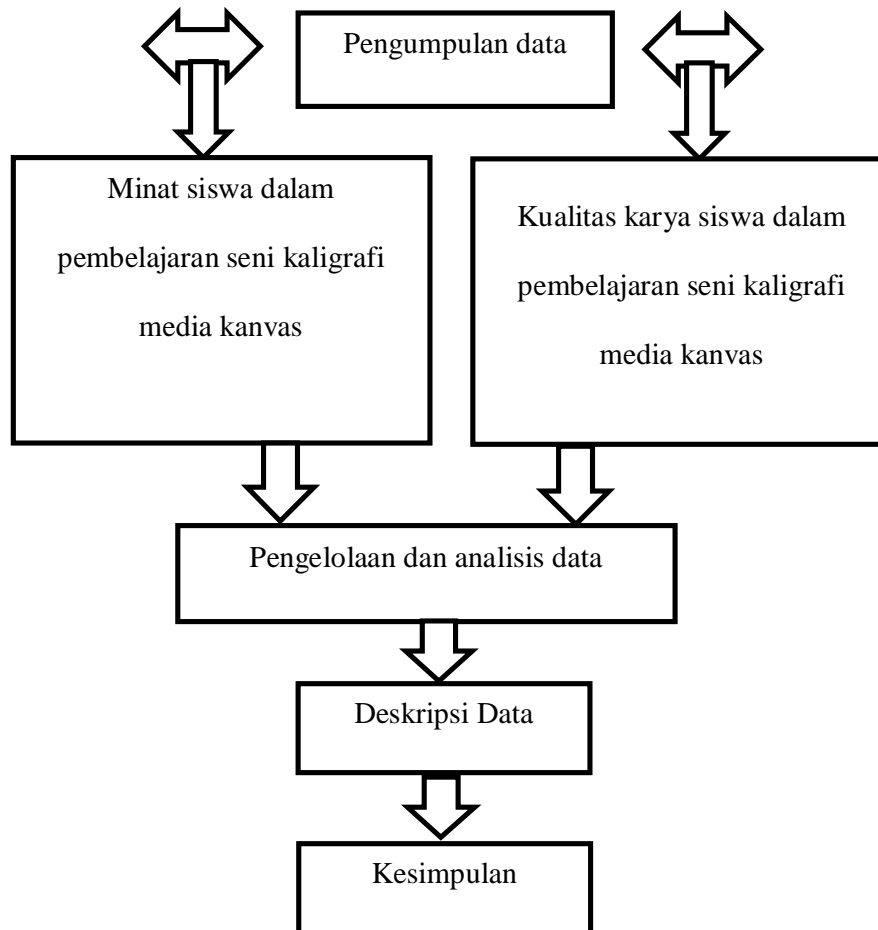 Pengumpulan data
Minat siswa dalam
pembelajaran seni kaligrafi
media kanvas
Kualitas karya siswa dalam
pembelajaran seni kaligrafi
media kanvas
Pengelolaan dan analisis data
Deskripsi Data
Kesimpulan